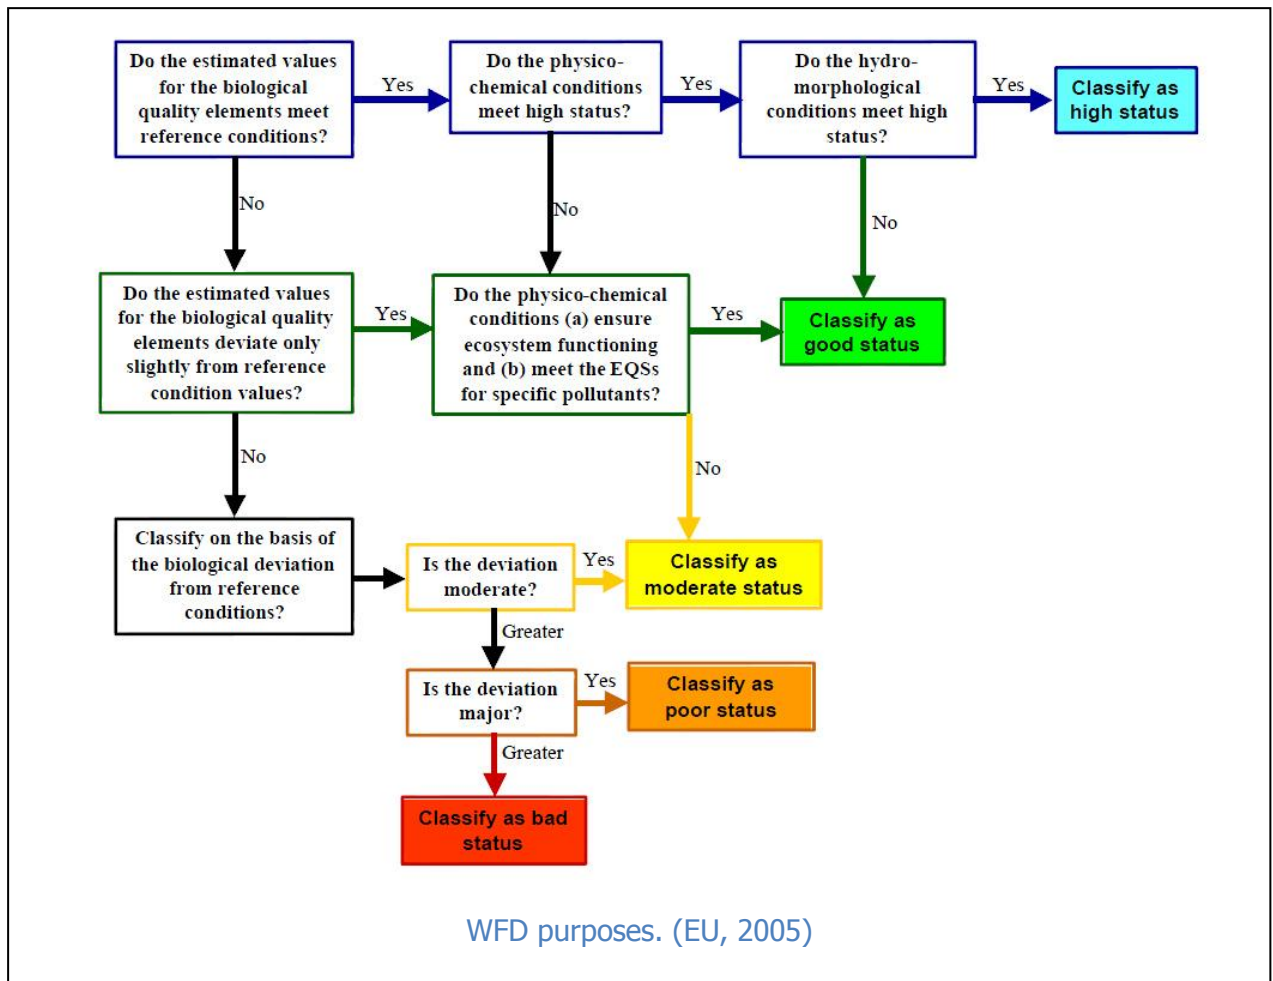 Do the estimated values
for the biological
quality elements meet
reference conditions?
Yes
Do the physico-
chemical conditions
meet high status?
Yes
Do the hydro-
morphological
conditions meet high
status?
Yes
Classify as
high status
No
No
No
Do the estimated values
for the biological quality
elements deviate only
slightly from reference
condition values?
Yes
Do the physico-chemical
conditions (a) ensure
ecosystem functioning
and (b) meet the EQSs
for specific pollutants?
Yes
Classify as
good status
No
No
Classify on the basis of
the biological deviation
from reference
conditions?
Is the deviation
moderate?
Yes
Classify as
moderate status
Greater
Is the deviation
major?
Yes
Classify as
poor status
Greater
Classify as bad
status
WFD purposes. (EU, 2005)